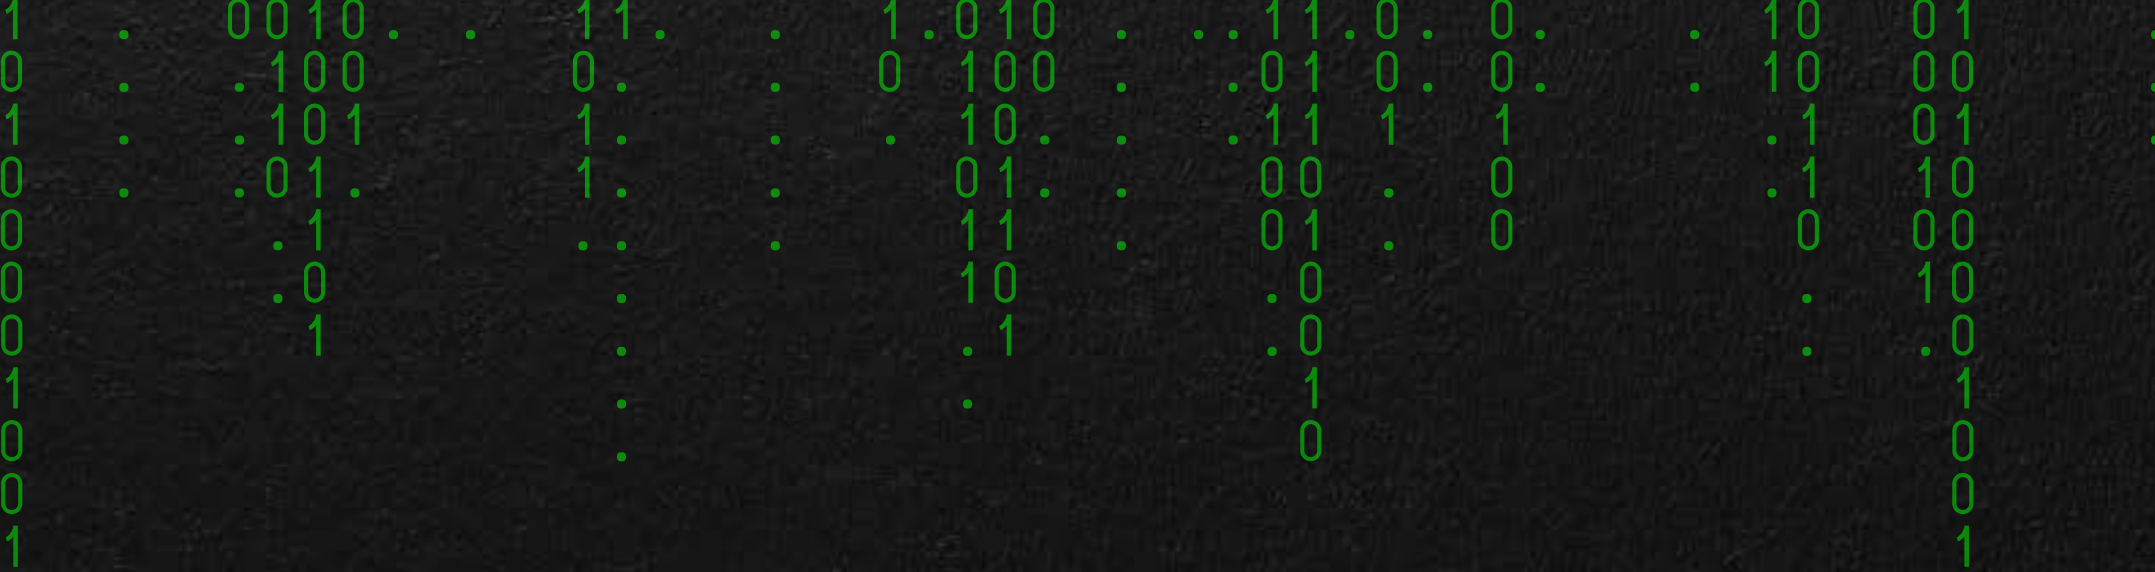 1 . 0010. . 11. . 1.010 . ..11.0. 0. . 10 01 .
0 . .100 0. . 0 100 . .01 0. 0. . 10 00 .
1 . .101 1. . . 10. . .11 1 1 .1 01 .
0 . .01. 1. . 01. . 00 . 0 .1 10
0 .1 .. . 11 . 01 . 0 0 00
0 .0 . 10 .0 . 10
0 1 . .1 .0 . .0
1 . . 1 1
0 . 0 0
0 0
1 1